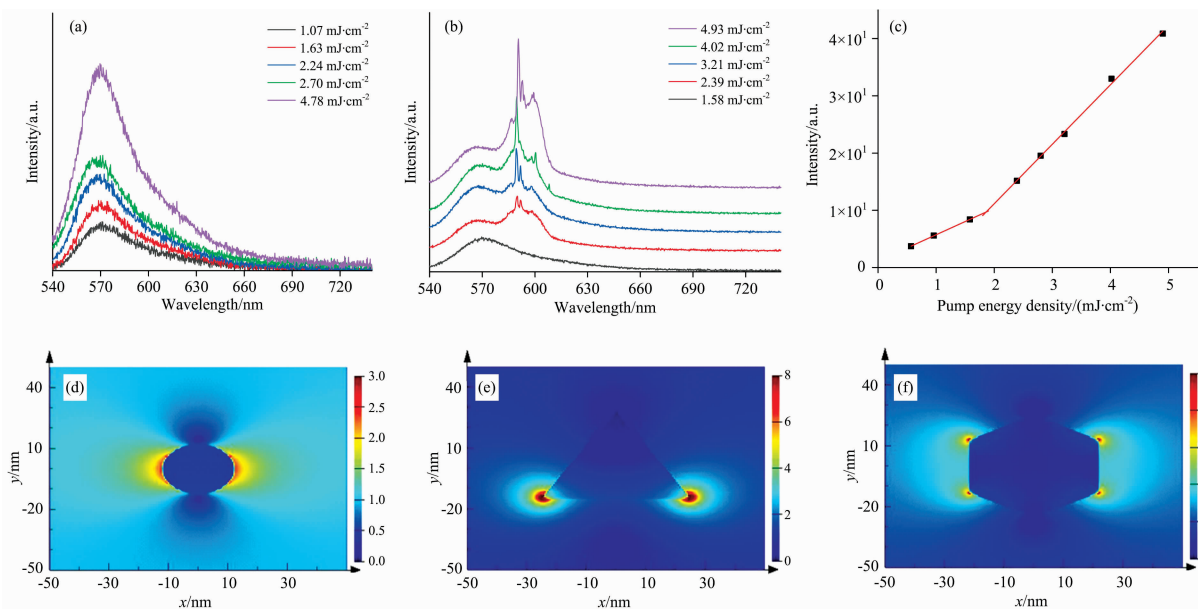 (a)
1.07 mJ·cm⁻²
1.63 mJ·cm⁻²
2.24 mJ·cm⁻²
2.70 mJ·cm⁻²
4.78 mJ·cm⁻²
Intensity/a.u.
540 570 600 630 660 690 720
Wavelength/nm
(b)
4.93 mJ·cm⁻²
4.02 mJ·cm⁻²
3.21 mJ·cm⁻²
2.39 mJ·cm⁻²
1.58 mJ·cm⁻²
Intensity/a.u.
540 560 580 600 620 640 660 680 700 720
Wavelength/nm
(c)
4×10¹
3×10¹
2×10¹
1×10¹
Intensity/a.u.
0 1 2 3 4 5
Pump energy density/(mJ·cm⁻²)
(d)
40
10
-20
-50
y/nm
-50 -30 -10 10 30
x/nm
3.0
2.5
2.0
1.5
1.0
0.5
0.0
(e)
40
10
-20
-50
y/nm
-50 -30 -10 10 30
x/nm
8
6
4
2
0
(f)
40
10
-20
-50
y/nm
-50 -30 -10 10 30
x/nm